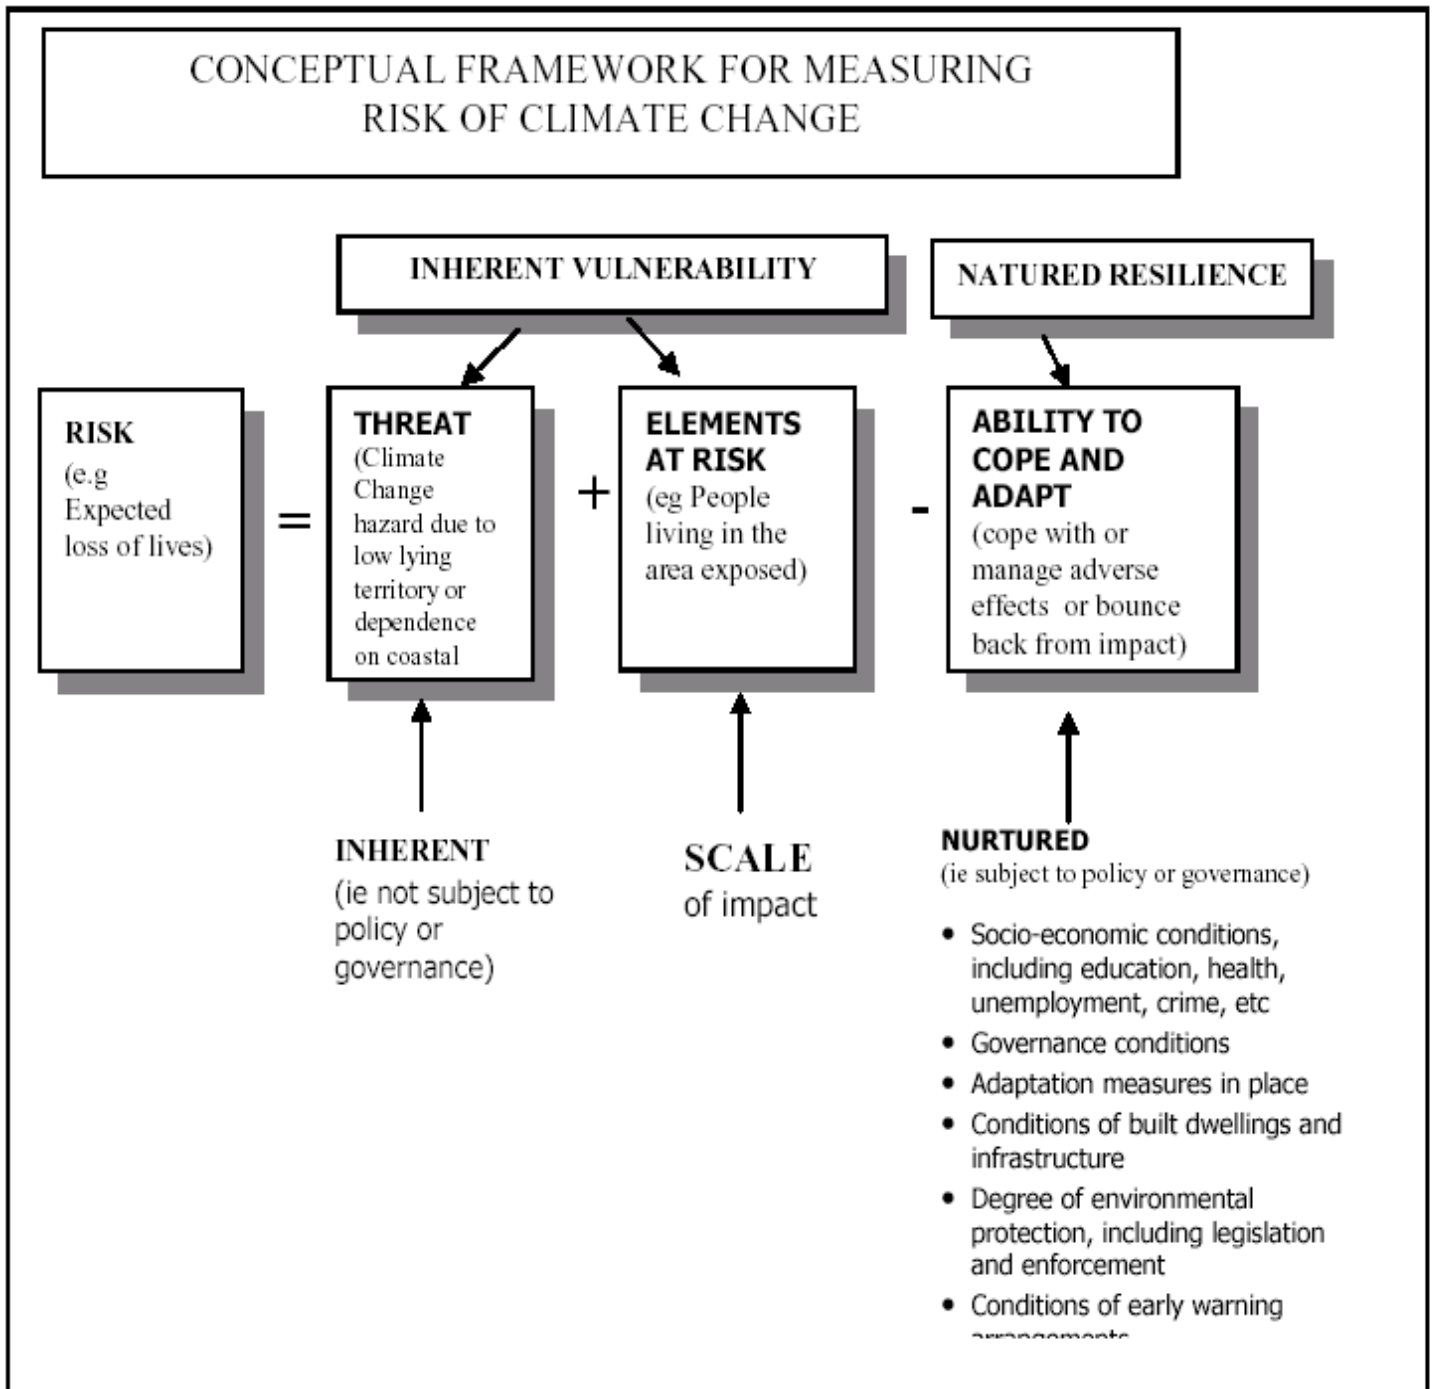 CONCEPTUAL FRAMEWORK FOR MEASURING
RISK OF CLIMATE CHANGE
INHERENT VULNERABILITY
NATURED RESILIENCE
RISK
(e.g
Expected
loss of lives)
=
THREAT
(Climate
Change
hazard due to
low lying
territory or
dependence
on coastal
+
ELEMENTS
AT RISK
(eg People
living in the
area exposed)
-
ABILITY TO
COPE AND
ADAPT
(cope with or
manage adverse
effects or bounce
back from impact)
INHERENT
(ie not subject to
policy or
governance)
SCALE
of impact
NURTURED
(ie subject to policy or governance)
• Socio-economic conditions,
including education, health,
unemployment, crime, etc
• Governance conditions
• Adaptation measures in place
• Conditions of built dwellings and
infrastructure
• Degree of environmental
protection, including legislation
and enforcement
• Conditions of early warning